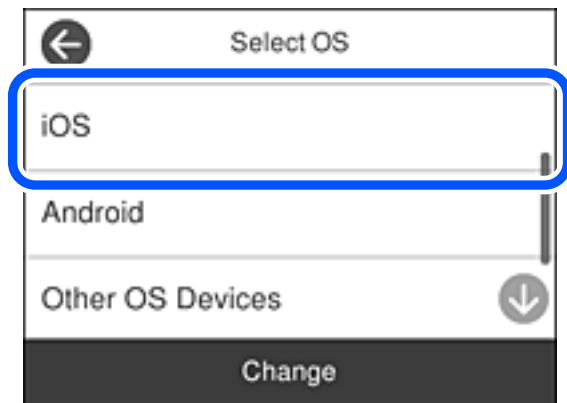 Select OS
iOS
Android
Other OS Devices
Change